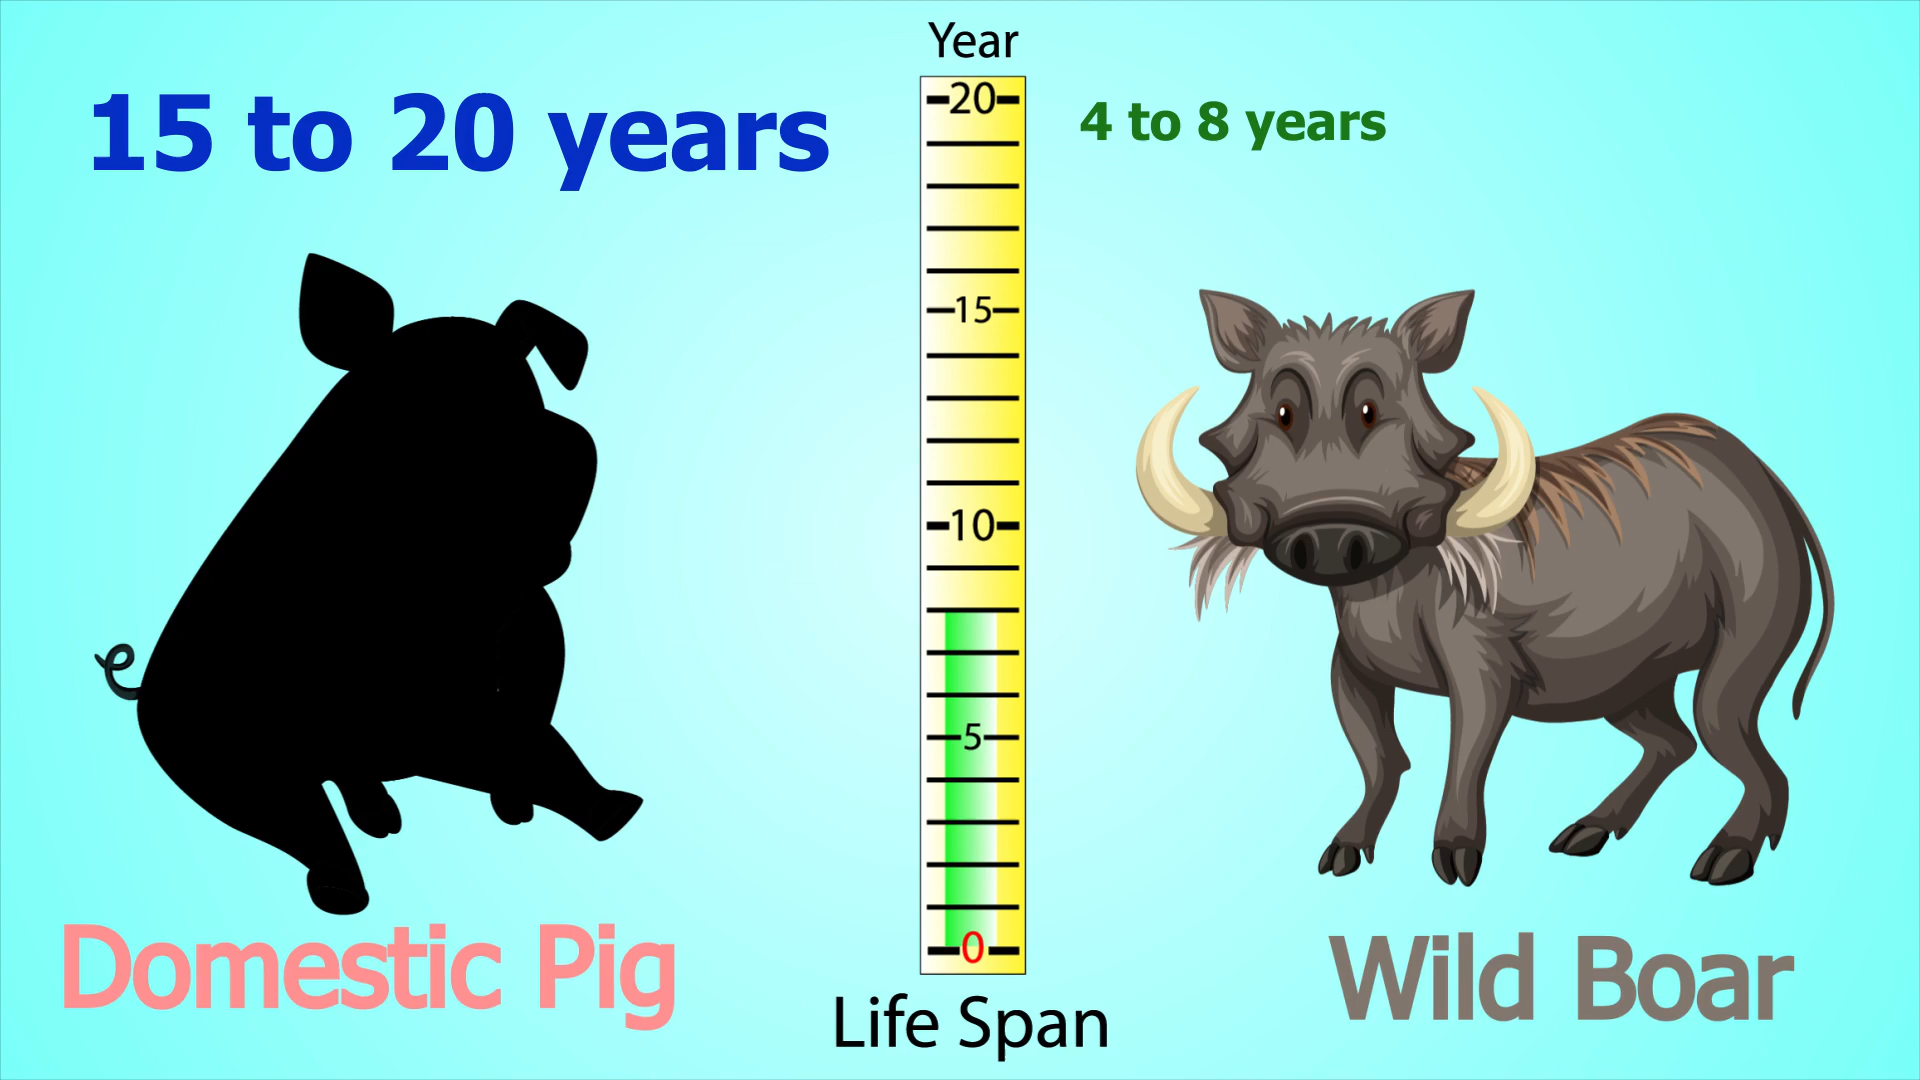 Year
15 to 20 years
4 to 8 years
20
15
10
5
0
Domestic Pig
Wild Boar
Life Span